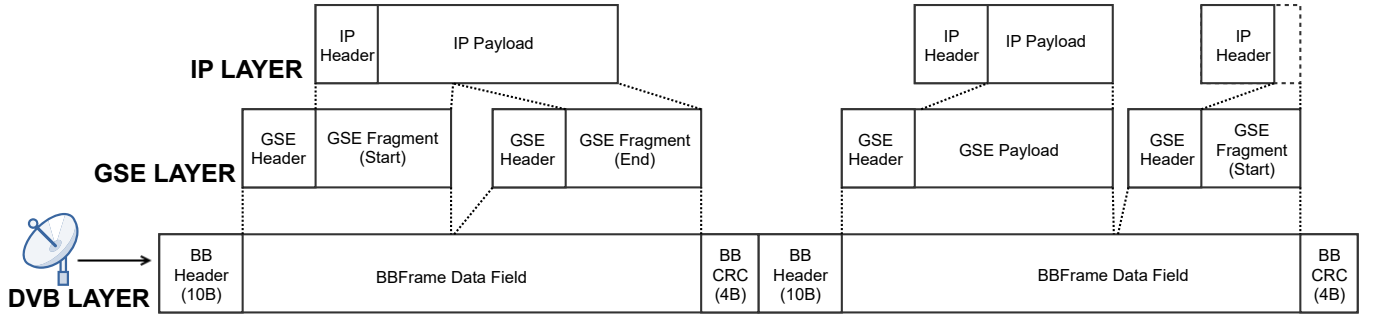 IP
Header
IP Payload
IP
Header
IP Payload
IP
Header
IP LAYER
GSE
Header
GSE Fragment
(Start)
GSE
Header
GSE Fragment
(End)
GSE
Header
GSE Payload
GSE
Header
GSE
Fragment
(Start)
GSE LAYER
BB
Header
(10B)
BBFrame Data Field
BB
CRC
(4B)
BB
Header
(10B)
BBFrame Data Field
BB
CRC
(4B)
DVB LAYER